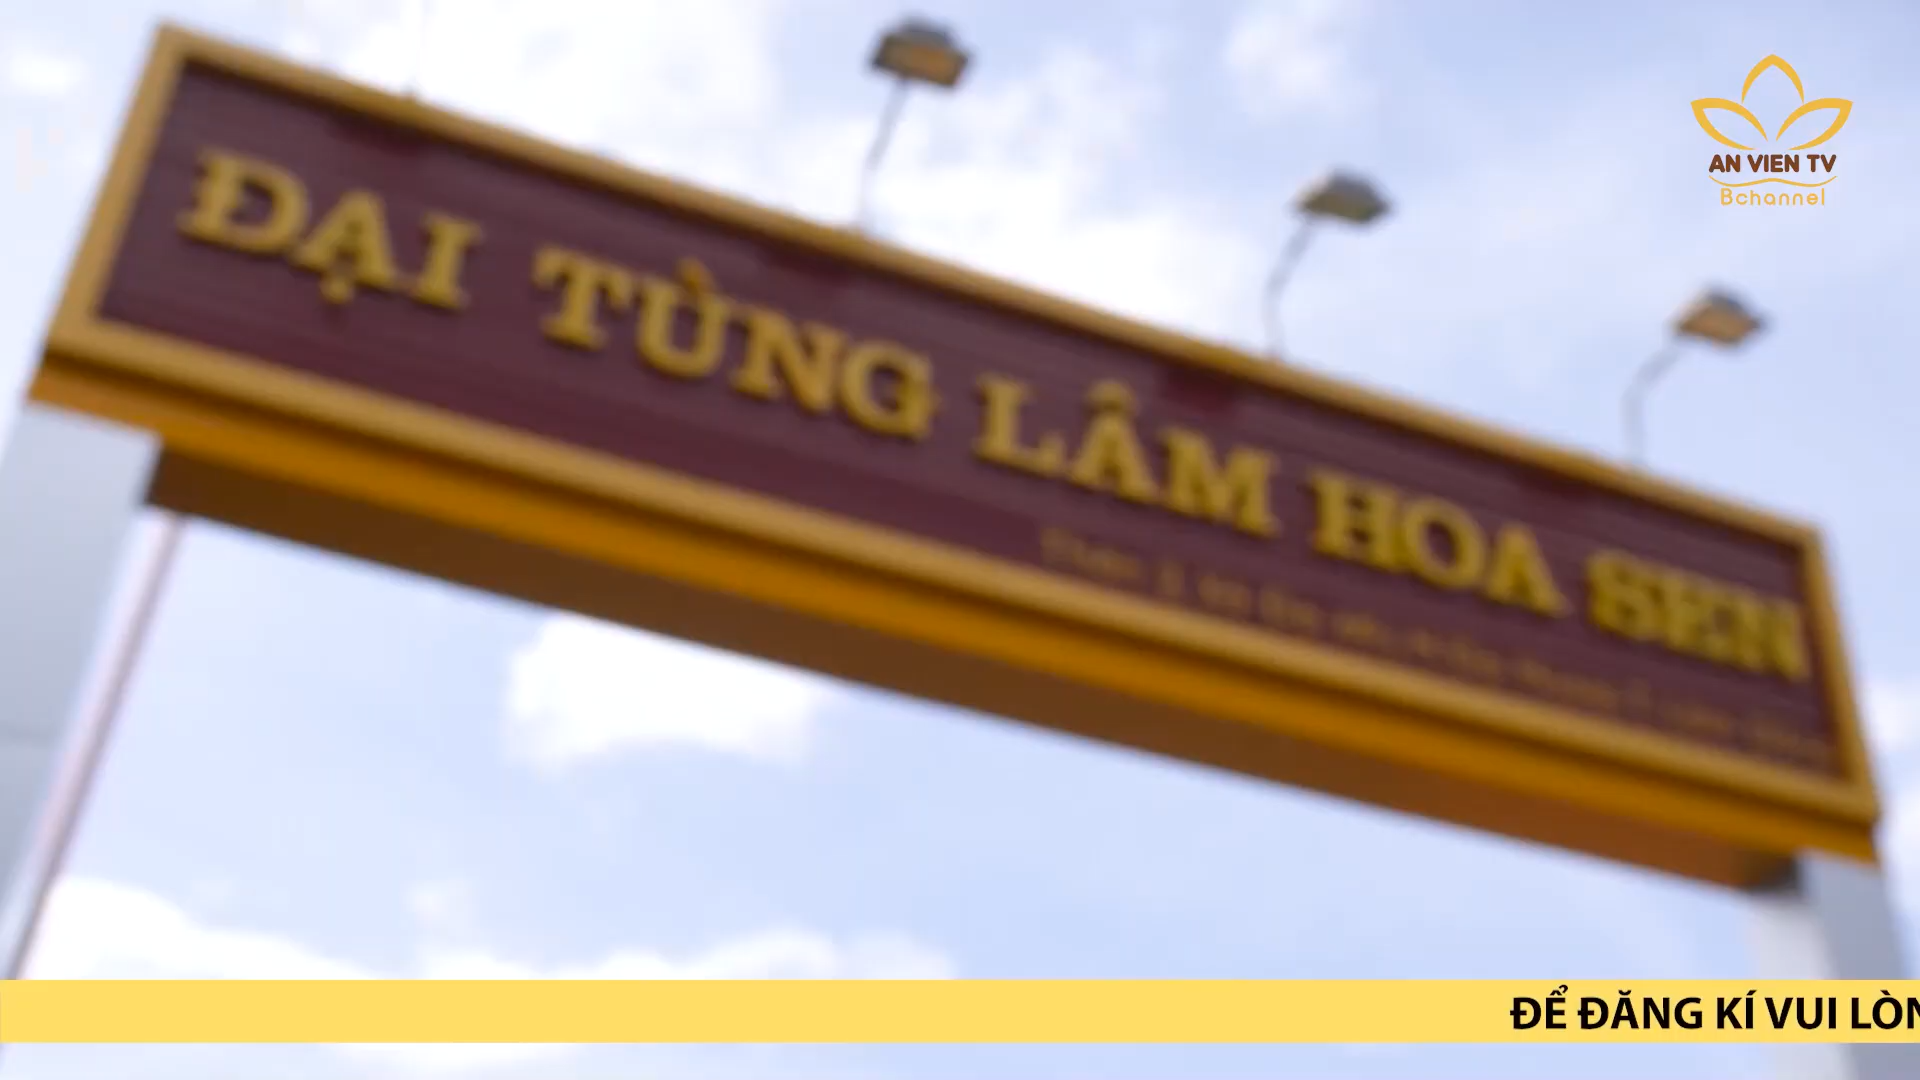 ĐẠI TÙNG LÂM HOA SEN
AN VIEN TV
Bchannel
ĐỂ ĐĂNG KÍ VUI LÒN